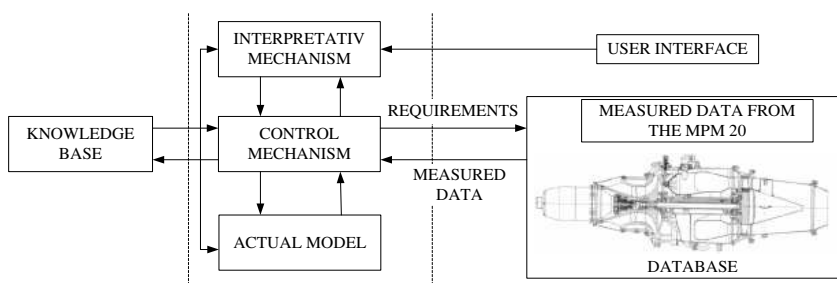 INTERPRETATIV
MECHANISM
USER INTERFACE
REQUIREMENTS
MEASURED DATA FROM
THE MPM 20
KNOWLEDGE
BASE
CONTROL
MECHANISM
MEASURED
DATA
ACTUAL MODEL
DATABASE